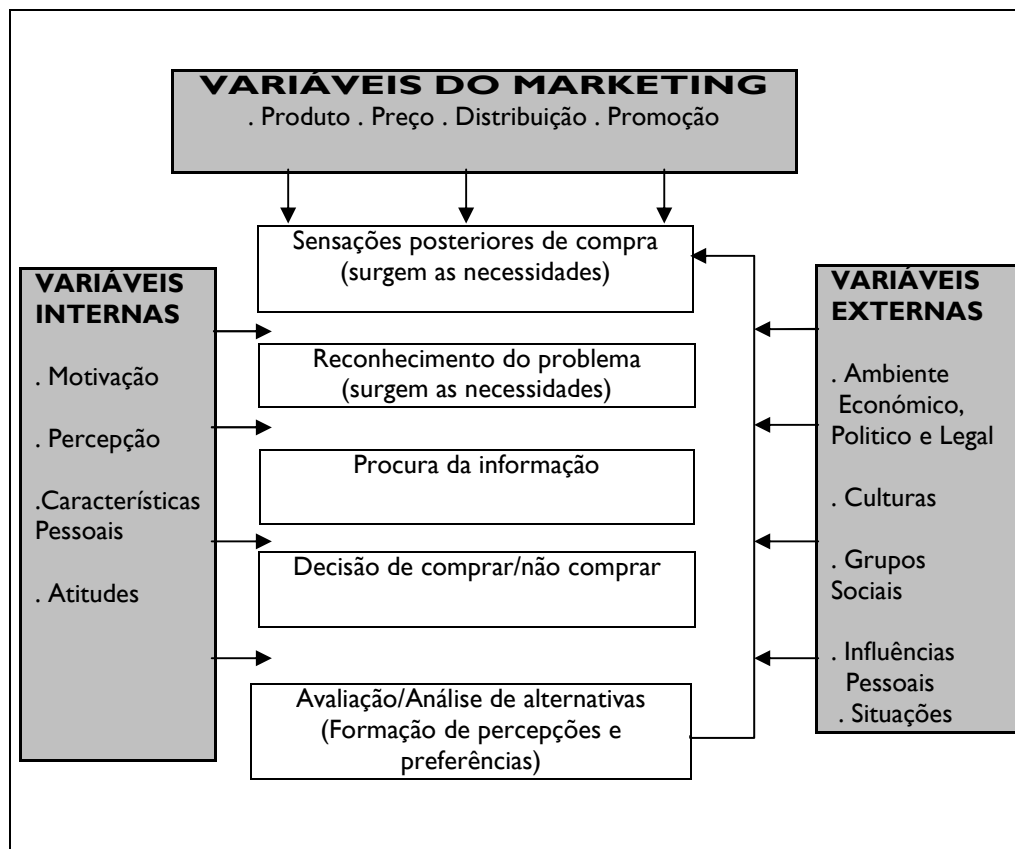 VARIÁVEIS DO MARKETING
. Produto . Preço . Distribuição . Promoção
Sensações posteriores de compra
(surgem as necessidades)
VARIÁVEIS
INTERNAS
. Motivação
. Percepção
.Característícas
Pessoais
. Atitudes
Reconhecimento do problema
(surgem as necessidades)
Procura da informação
Decisão de comprar/não comprar
Avaliação/Análise de alternativas
(Formação de percepções e
preferências)
VARIÁVEIS
EXTERNAS
. Ambiente
Económico,
Politico e Legal
. Culturas
. Grupos
Sociais
. Influências
Pessoais
. Situações